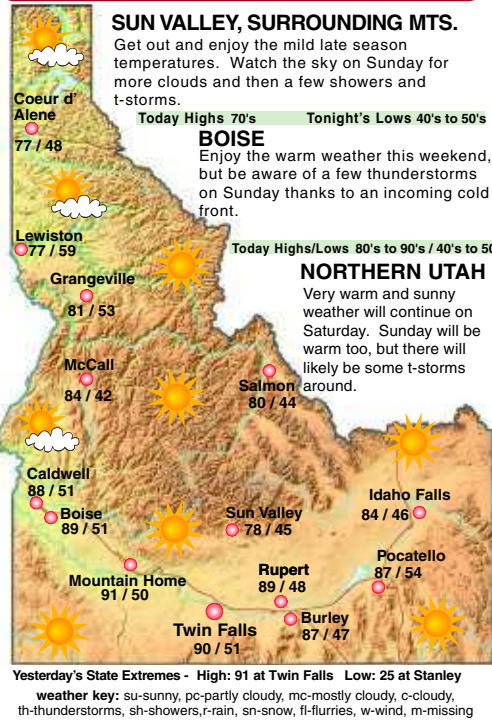 SUN VALLEY, SURROUNDING MTS.
Get out and enjoy the mild late season
temperatures. Watch the sky on Sunday for
more clouds and then a few showers and
t-storms.
Today Highs 70's Tonight's Lows 40's to 50's
BOISE
Enjoy the warm weather this weekend,
but be aware of a few thunderstorms
on Sunday thanks to an incoming cold
front.
Today Highs/Lows 80's to 90's / 40's to 50
NORTHERN UTAH
Very warm and sunny
weather will continue on
Saturday. Sunday will be
warm too, but there will
likely be some t-storms
around.
Coeur d'
Alene
77 / 48
Lewiston
77 / 59
Grangeville
81 / 53
McCall
84 / 42
Salmon
80 / 44
Caldwell
88 / 51
Boise
89 / 51
Sun Valley
78 / 45
Idaho Falls
84 / 46
Mountain Home
91 / 50
Rupert
89 / 48
Pocatello
87 / 54
Twin Falls
90 / 51
Burley
87 / 47
Yesterday's State Extremes - High: 91 at Twin Falls Low: 25 at Stanley
weather key: su-sunny, pc-partly cloudy, mc-mostly cloudy, c-cloudy,
th-thunderstorms, sh-showers,r-rain, sn-snow, fl-flurries, w-wind, m-missing